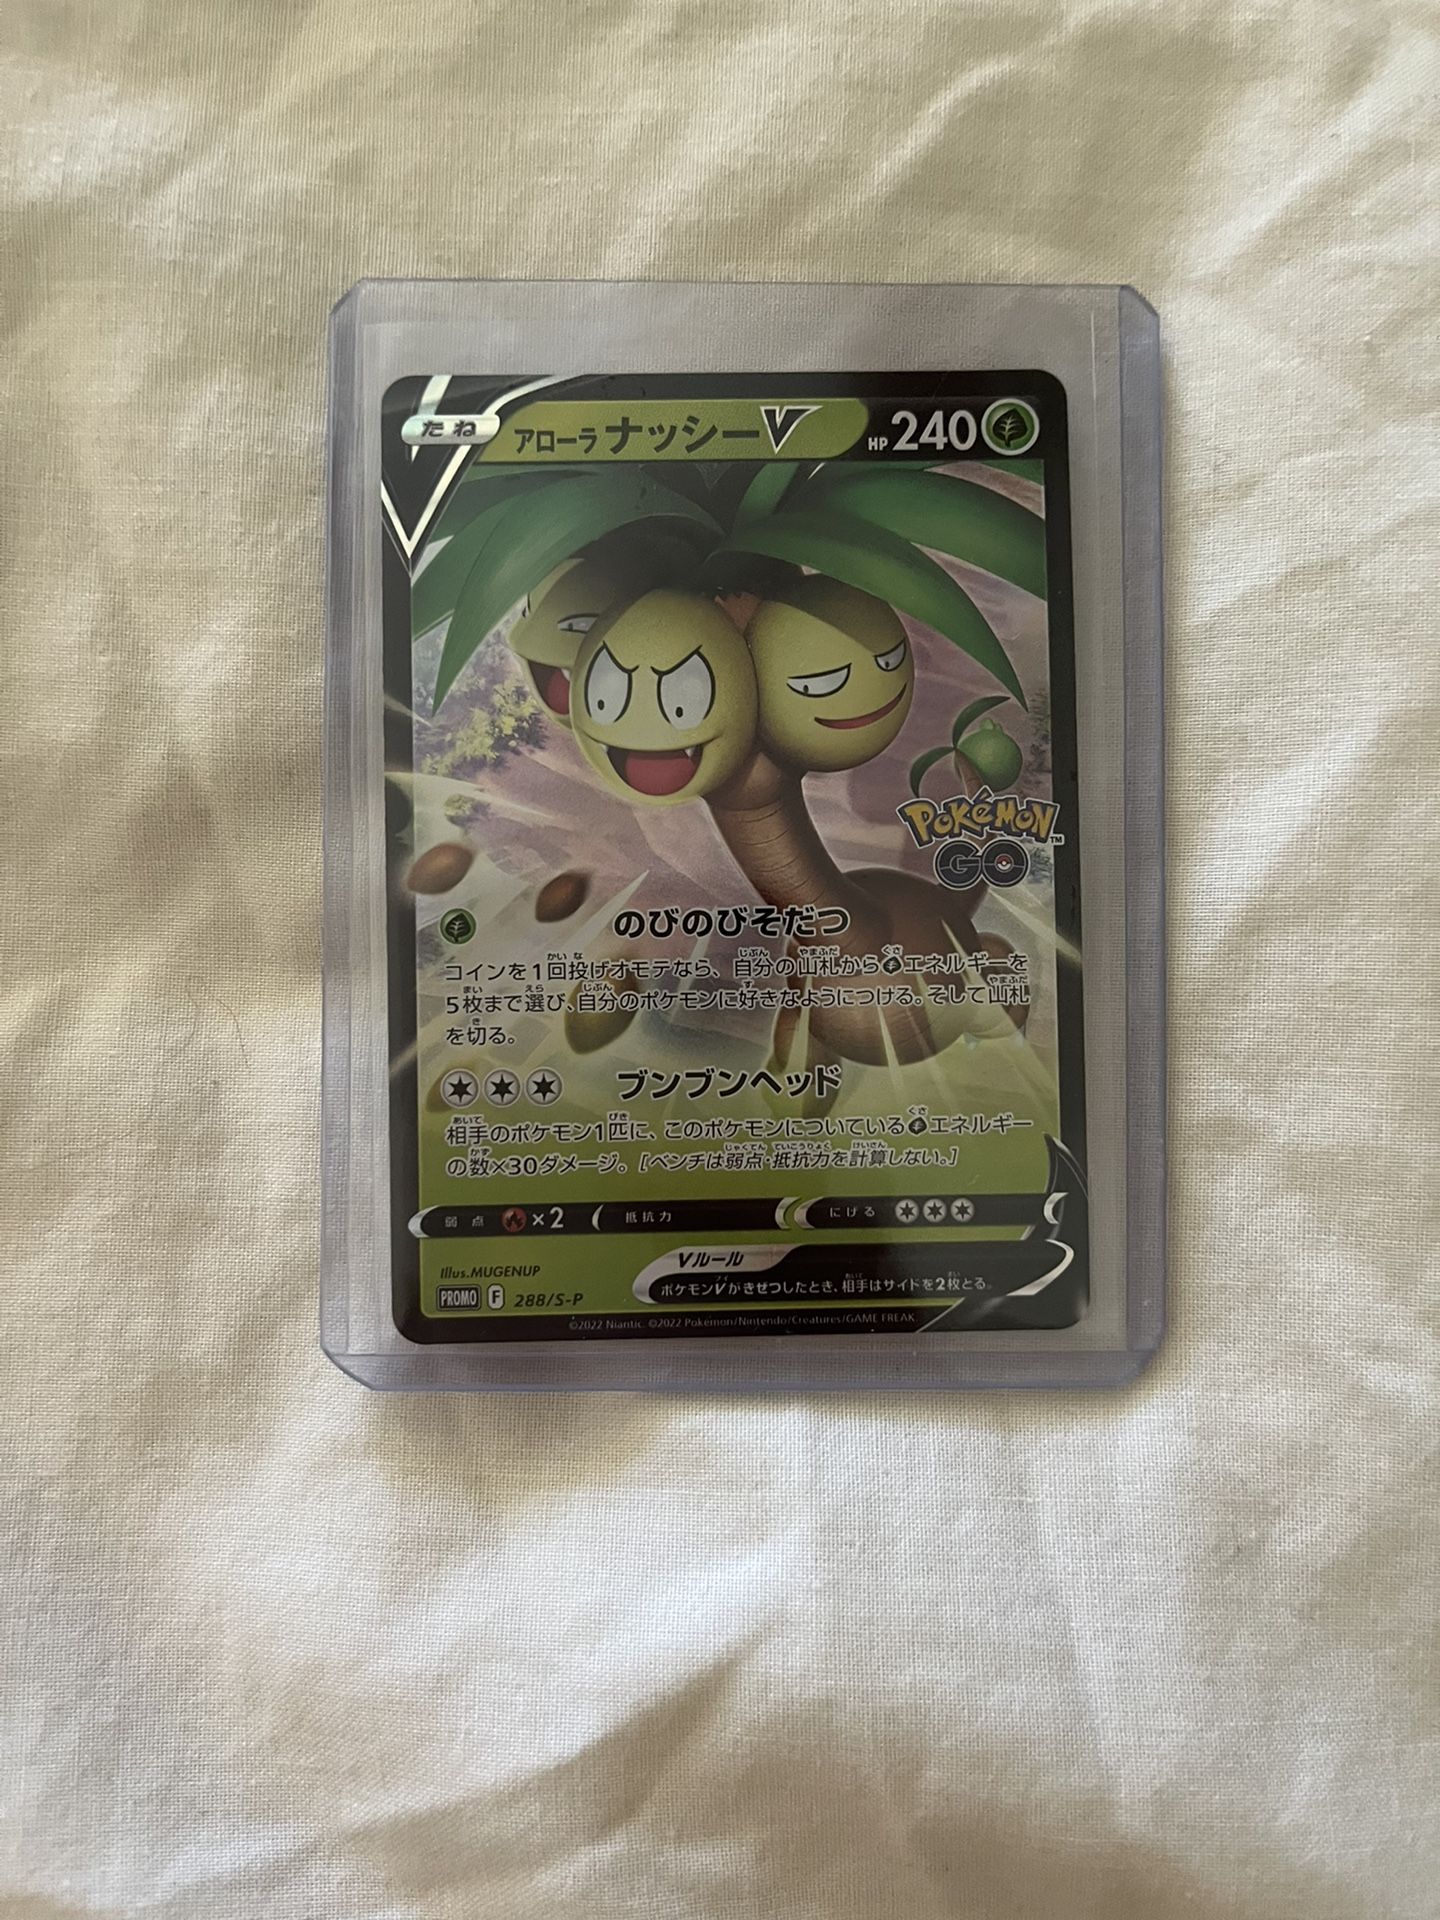 たね アローラ ナッシーV HP 240
Pokémon GO™
のびのびそだつ
コインを1回投げオモテなら、自分の山札からエネルギーを
5枚まで選び、自分のポケモンに好きなようにつける。そして山札
を切る。
ブンブンヘッド
相手のポケモン1匹に、このポケモンについているエネルギー
の数×30ダメージ。[ベンチは弱点・抵抗力を計算しない。]
弱点 ×2 抵抗力 にげる
Vルール
ポケモンVがきぜつしたとき、相手はサイドを2枚とる。
Illus.MUGENUP
PROMO F 288/S-P
©2022 Niantic. ©2022 Pokémon/Nintendo/Creatures/GAME FREAK.